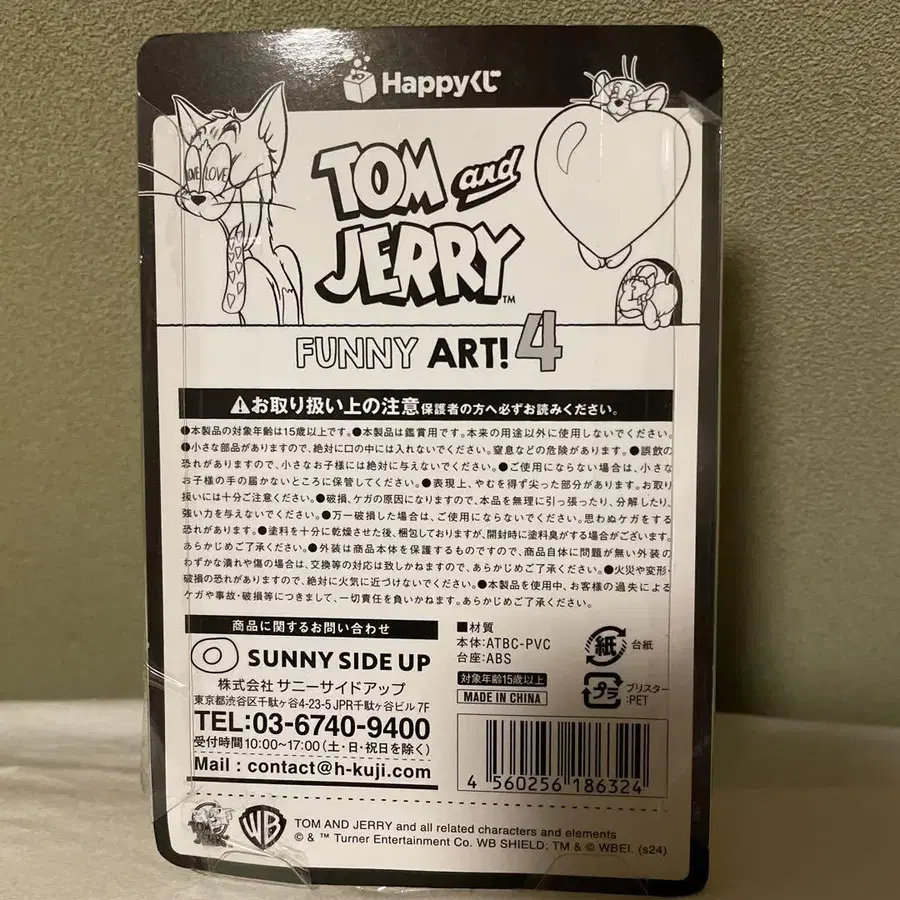 Happyくじ
LOVE LOVE
TOM and
JERRY™
FUNNY ART! 4
⚠お取り扱い上の注意 保護者の方へ必ずお読みください。
●本製品の対象年齢は15歳以上です。●本製品は鑑賞用です。本来の用途以外に使用しないでください。
●小さな部品がありますので、絶対に口の中には入れないでください。窒息などの危険があります。●誤飲の
恐れがありますので、小さなお子様には絶対に与えないでください。●ご使用にならない場合は、小さな
お子様の手の届かないところに保管してください。●表現上、やむを得ず尖った部分があります。お取り
扱いには十分ご注意ください。●破損、ケガの原因になりますので、本品を無理に引っ張ったり、分解したり、
強い力を与えないでください。●万一破損した場合は、ご使用にならないでください。思わぬケガをする
恐れがあります。●塗料を十分に乾燥させた後、梱包しておりますが、開封時に塗料臭がする場合がございます。
あらかじめご了承ください。●外装は商品本体を保護するものですので、商品自体に問題が無い外装の
わずかな潰れや傷の場合は、交換等の対応は致しかねますので、あらかじめご了承ください。●火災や変形・
破損の恐れがありますので、絶対に火気に近づけないでください。●本製品を使用中、お客様の過失による
ケガや事故・破損等につきまして、一切責任を負いかねます。あらかじめご了承ください。
商品に関するお問い合わせ
SUNNY SIDE UP
株式会社 サニーサイドアップ
東京都渋谷区千駄ヶ谷4-23-5 JPR千駄ヶ谷ビル 7F
TEL:03-6740-9400
受付時間10:00〜17:00(土・日・祝日を除く)
Mail : contact@h-kuji.com
■材質
本体:ATBC-PVC
台座:ABS
対象年齢15歳以上
MADE IN CHINA
紙
台紙
プラ
ブリスター
:PET
4 560256 186324
TOM and JERRY
WB
TOM AND JERRY and all related characters and elements
© & ™ Turner Entertainment Co. WB SHIELD: TM & © WBEI. (s24)